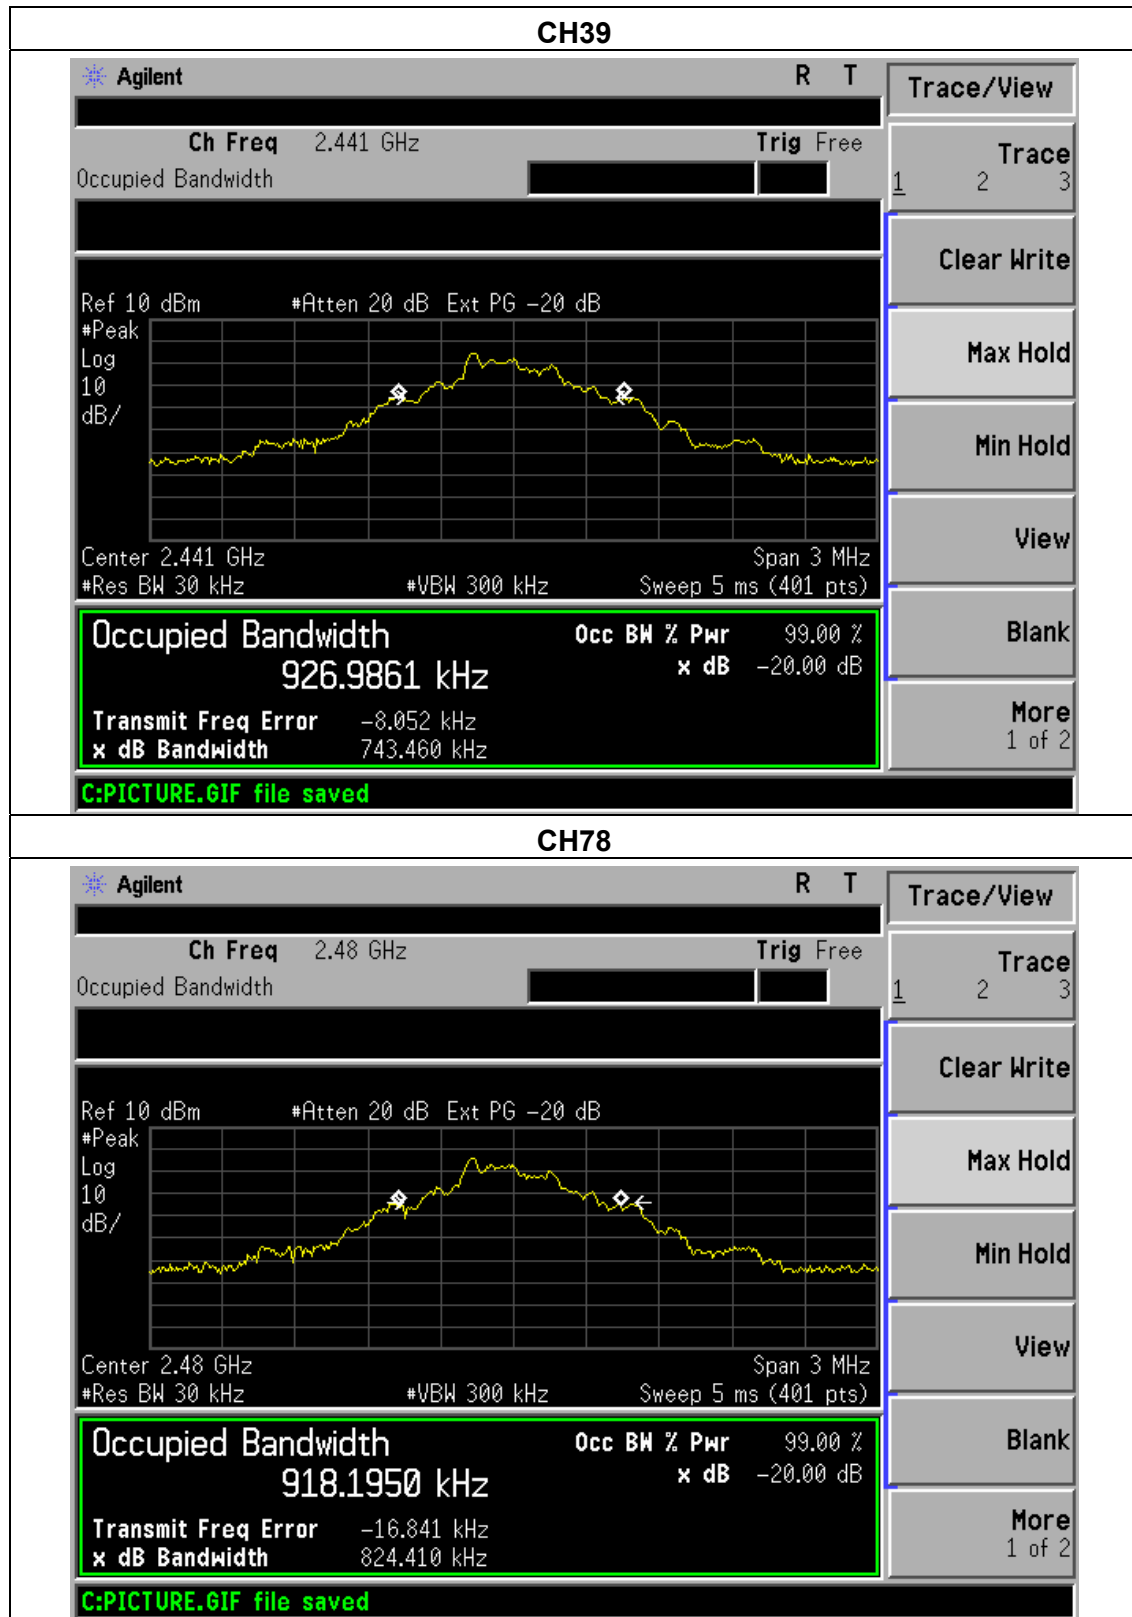 CH39
Agilent R T Trace/View
Ch Freq 2.441 GHz Trig Free
Occupied Bandwidth
Trace
1 2 3
Clear Write
Ref 10 dBm #Atten 20 dB Ext PG -20 dB
#Peak
Log
10
dB/
Max Hold
Min Hold
View
Center 2.441 GHz Span 3 MHz
#Res BW 30 kHz #VBW 300 kHz Sweep 5 ms (401 pts)
Occupied Bandwidth Occ BW % Pwr 99.00 %
926.9861 kHz x dB -20.00 dB
Blank
Transmit Freq Error -8.052 kHz
x dB Bandwidth 743.460 kHz
More
1 of 2
C:PICTURE.GIF file saved
CH78
Agilent R T Trace/View
Ch Freq 2.48 GHz Trig Free
Occupied Bandwidth
Trace
1 2 3
Clear Write
Ref 10 dBm #Atten 20 dB Ext PG -20 dB
#Peak
Log
10
dB/
Max Hold
Min Hold
View
Center 2.48 GHz Span 3 MHz
#Res BW 30 kHz #VBW 300 kHz Sweep 5 ms (401 pts)
Occupied Bandwidth Occ BW % Pwr 99.00 %
918.1950 kHz x dB -20.00 dB
Blank
Transmit Freq Error -16.841 kHz
x dB Bandwidth 824.410 kHz
More
1 of 2
C:PICTURE.GIF file saved